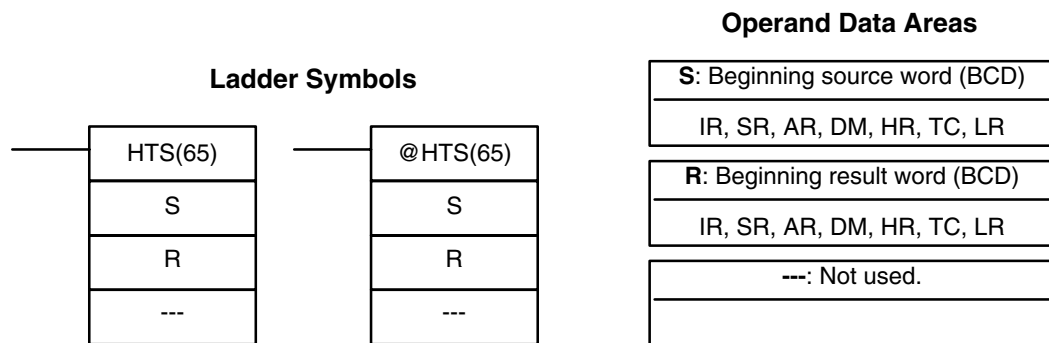 Operand Data Areas
Ladder Symbols
S: Beginning source word (BCD)
IR, SR, AR, DM, HR, TC, LR
R: Beginning result word (BCD)
IR, SR, AR, DM, HR, TC, LR
---: Not used.
HTS(65)
S
R
---
@HTS(65)
S
R
---